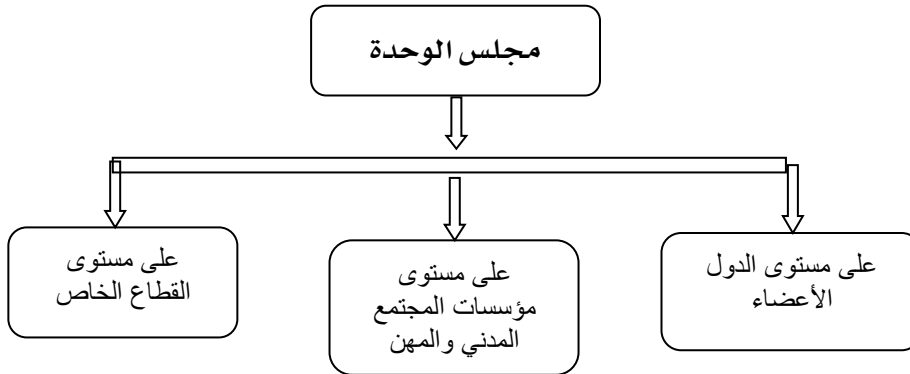 مجلس الوحدة
على مستوى الدول
الأعضاء
على مستوى
مؤسسات المجتمع
المدني والمهن
على مستوى
القطاع الخاص